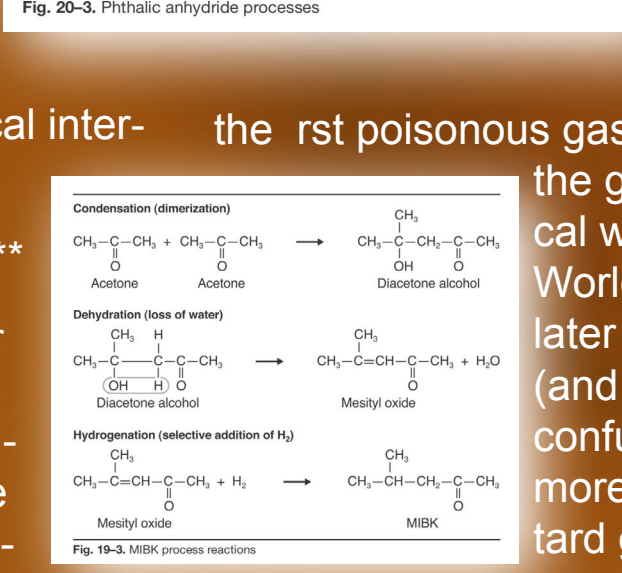 Fig. 20–3. Phthalic anhydride processes
cal inter-
**
-
e
-
Condensation (dimerization)
CH₃
CH₃–C–CH₃ + CH₃–C–CH₃ → CH₃–C–CH₂–C–CH₃
O O OH O
Acetone Acetone Diacetone alcohol
Dehydration (loss of water)
CH₃ H CH₃
CH₃–C–C–C–CH₃ → CH₃–C=CH–C–CH₃ + H₂O
OH H O O
Diacetone alcohol Mesityl oxide
Hydrogenation (selective addition of H₂)
CH₃ CH₃
CH₃–C=CH–C–CH₃ + H₂ → CH₃–CH–CH₂–C–CH₃
O O
Mesityl oxide MIBK
Fig. 19–3. MIBK process reactions
the rst poisonous gas
the g
cal w
World
later
(and
confu
more
tard g